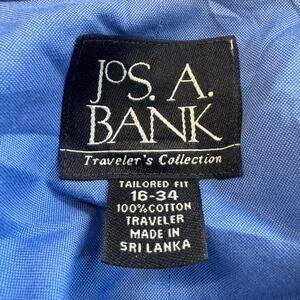 JOS. A.
BANK
Traveler's Collection
TAILORED FIT
16-34
100% COTTON
TRAVELER
MADE IN
SRI LANKA